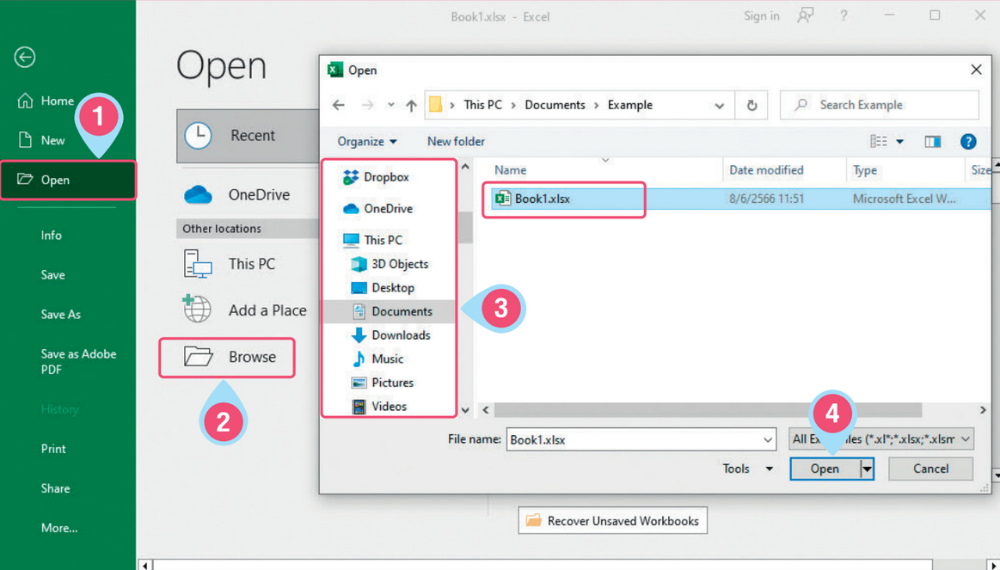 Book1.xlsx - Excel
Sign in
?
Open
Home
1
New
Open
Info
Save
Save As
Save as Adobe
PDF
History
Print
Share
More...
Recent
OneDrive
Other locations
This PC
Add a Place
Browse
2
Open
This PC > Documents > Example
Search Example
Organize
New folder
?
Dropbox
OneDrive
This PC
3D Objects
Desktop
Documents
Downloads
Music
Pictures
Videos
3
Name
Date modified
Type
Size
Book1.xlsx
8/6/2566 11:51
Microsoft Excel W...
4
File name:
Book1.xlsx
All Ex (*.xl*;*.xlsx;*.xlsm
Tools
Open
Cancel
Recover Unsaved Workbooks